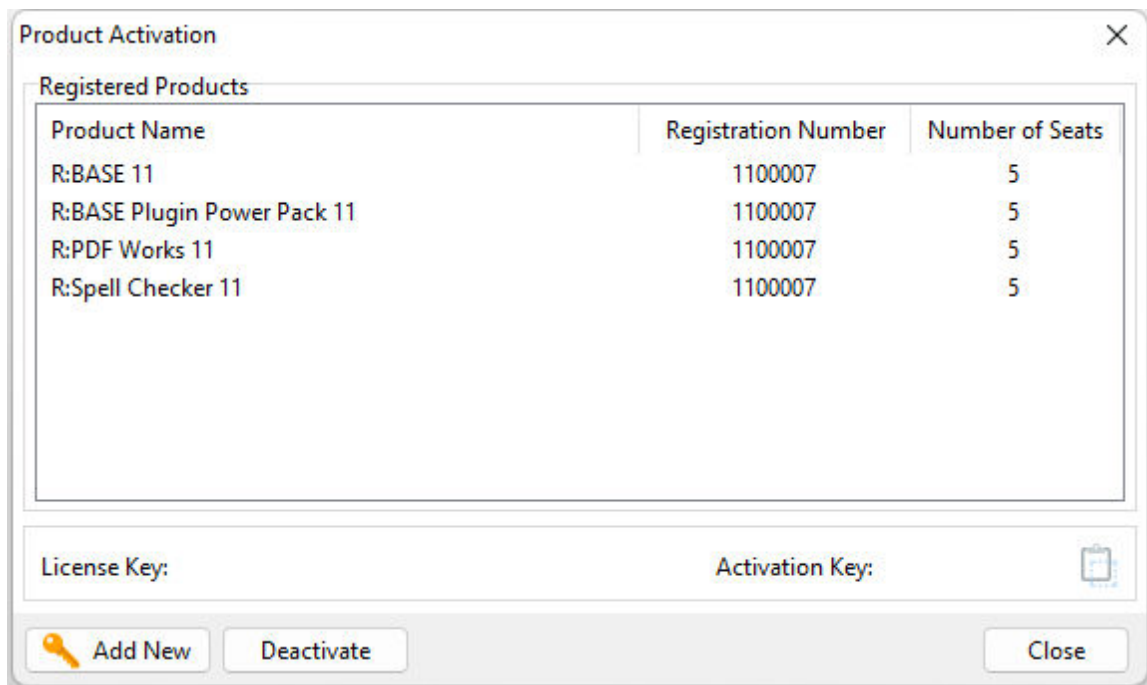 Product Activation
Registered Products
Product Name Registration Number Number of Seats
R:BASE 11 1100007 5
R:BASE Plugin Power Pack 11 1100007 5
R:PDF Works 11 1100007 5
R:Spell Checker 11 1100007 5
License Key: Activation Key:
Add New Deactivate Close